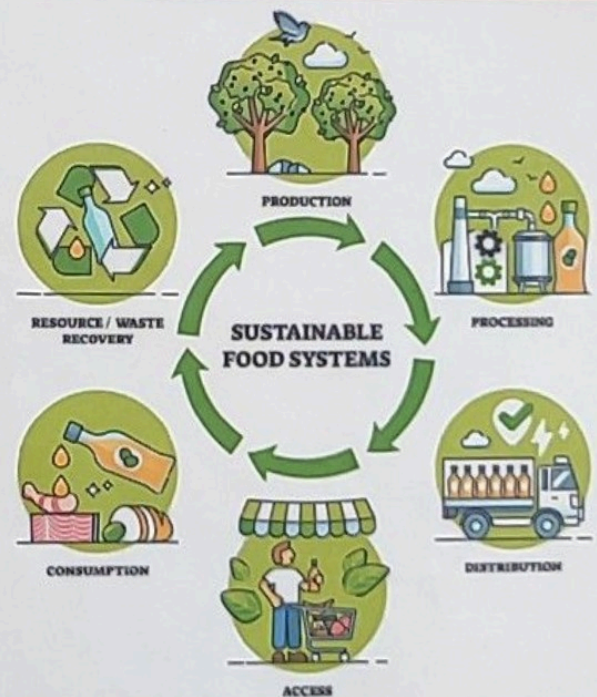 PRODUCTION
PROCESSING
RESOURCE / WASTE
RECOVERY
SUSTAINABLE
FOOD SYSTEMS
CONSUMPTION
DISTRIBUTION
ACCESS